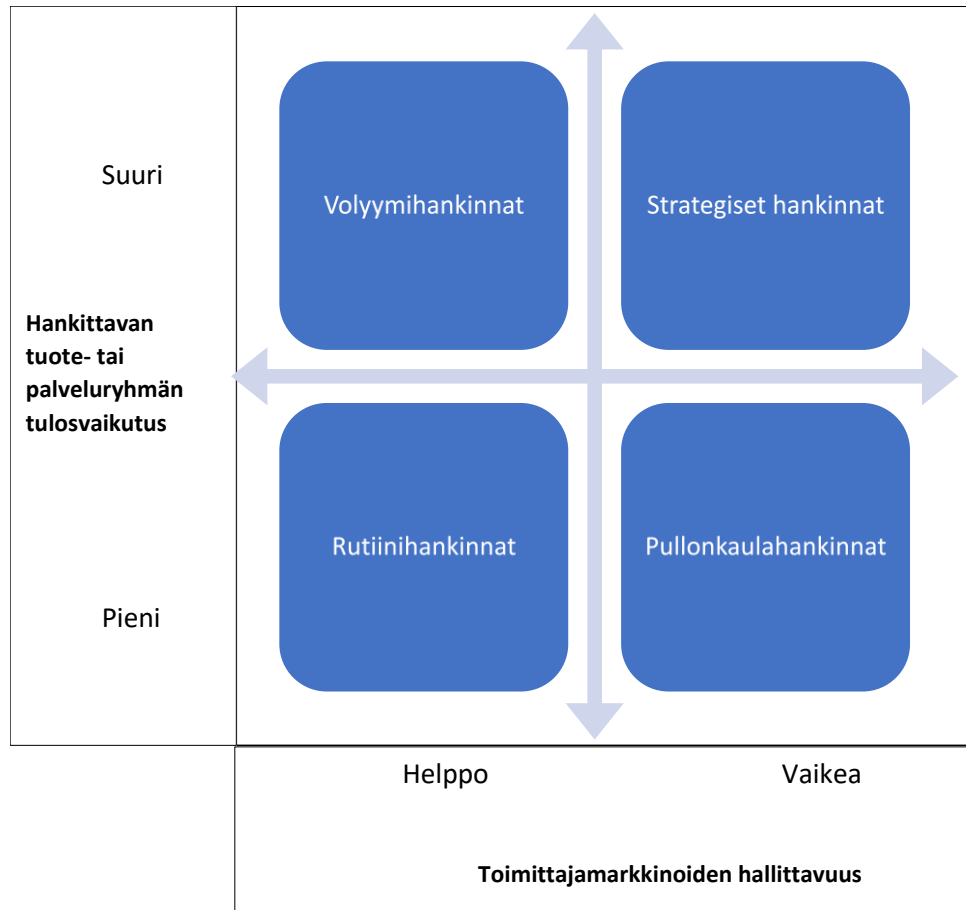 Suuri
Volyymihankinnat
Strategiset hankinnat
Hankittavan
tuote- tai
palveluryhmän
tulosvaikutus
Rutiinihankinnat
Pullonkaulahankinnat
Pieni
Helppo
Vaikea
Toimittajamarkkinoiden hallittavuus